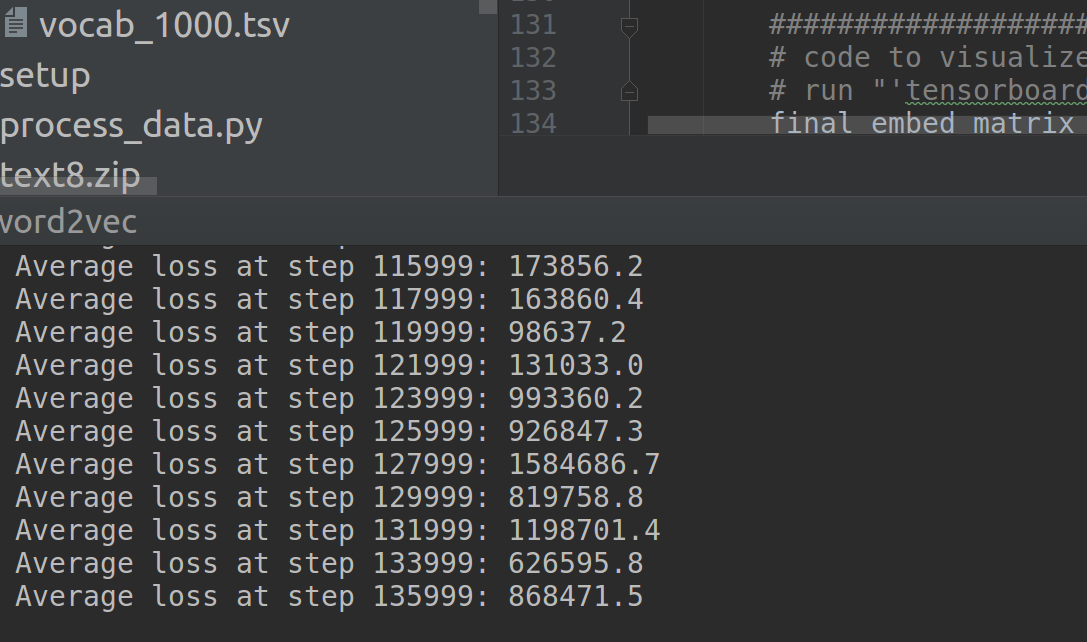 vocab_1000.tsv
setup
process_data.py
text8.zip
131 ####################
132 # code to visualize
133 # run "'tensorboard
134 final_embed_matrix
word2vec
Average loss at step 115999: 173856.2
Average loss at step 117999: 163860.4
Average loss at step 119999: 98637.2
Average loss at step 121999: 131033.0
Average loss at step 123999: 993360.2
Average loss at step 125999: 926847.3
Average loss at step 127999: 1584686.7
Average loss at step 129999: 819758.8
Average loss at step 131999: 1198701.4
Average loss at step 133999: 626595.8
Average loss at step 135999: 868471.5